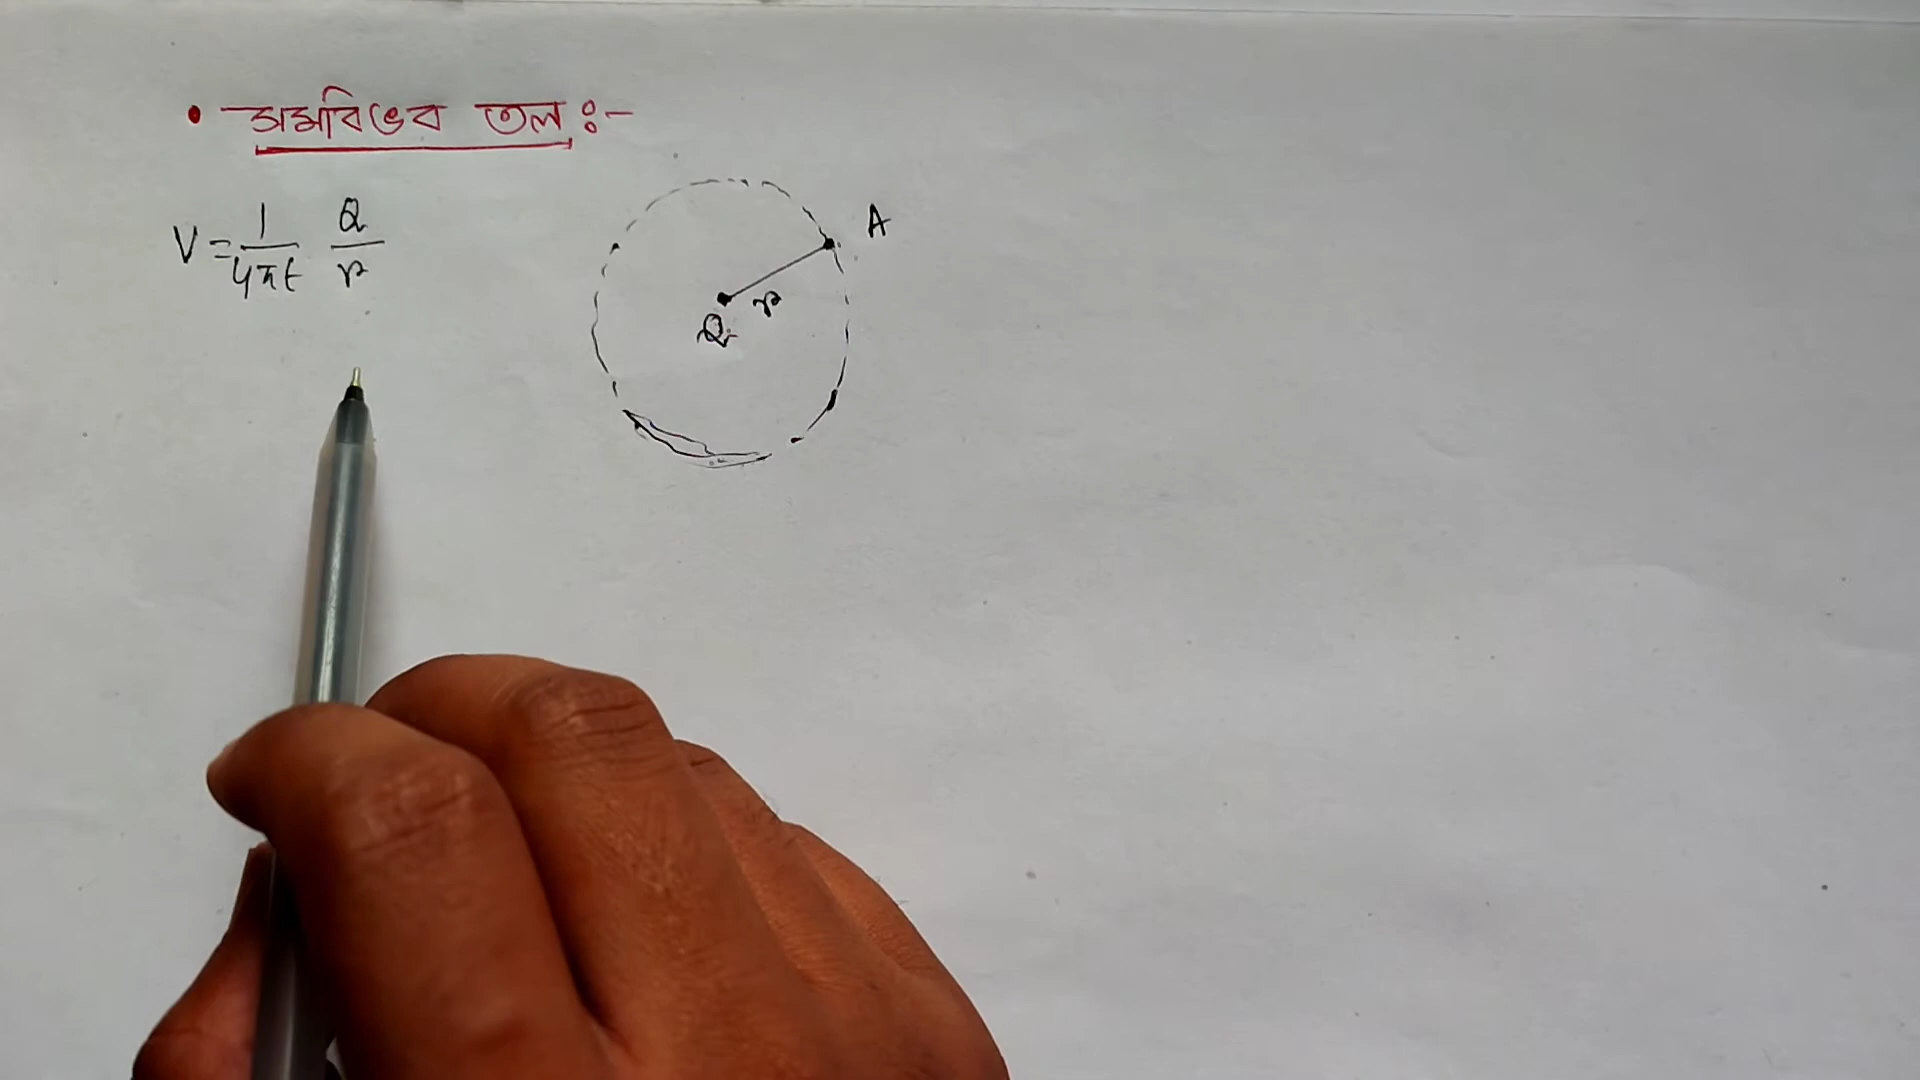 • সমবিভব তল :-
V = 1/4πε Q/r
A
Q r